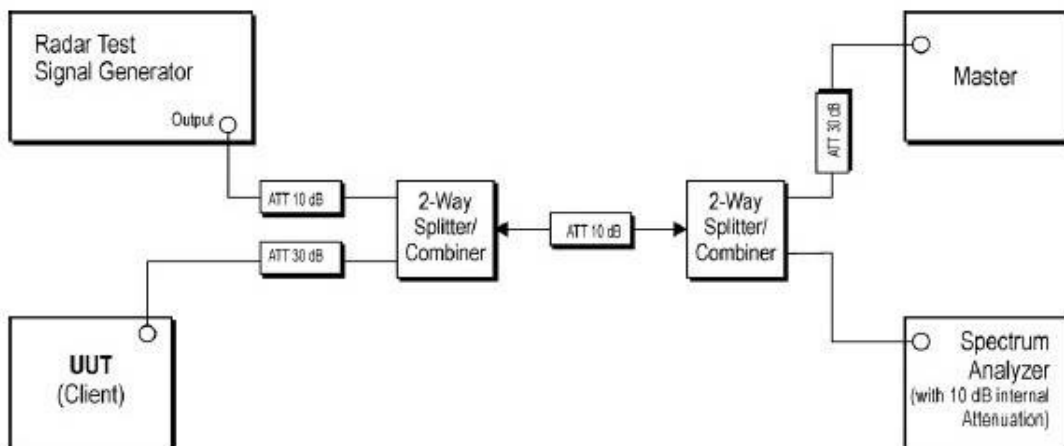 Radar Test
Signal Generator
Output
ATT 10 dB
ATT 30 dB
UUT
(Client)
2-Way
Splitter/
Combiner
ATT 10 dB
2-Way
Splitter/
Combiner
ATT 30 dB
Master
Spectrum
Analyzer
(with 10 dB internal
Attenuation)